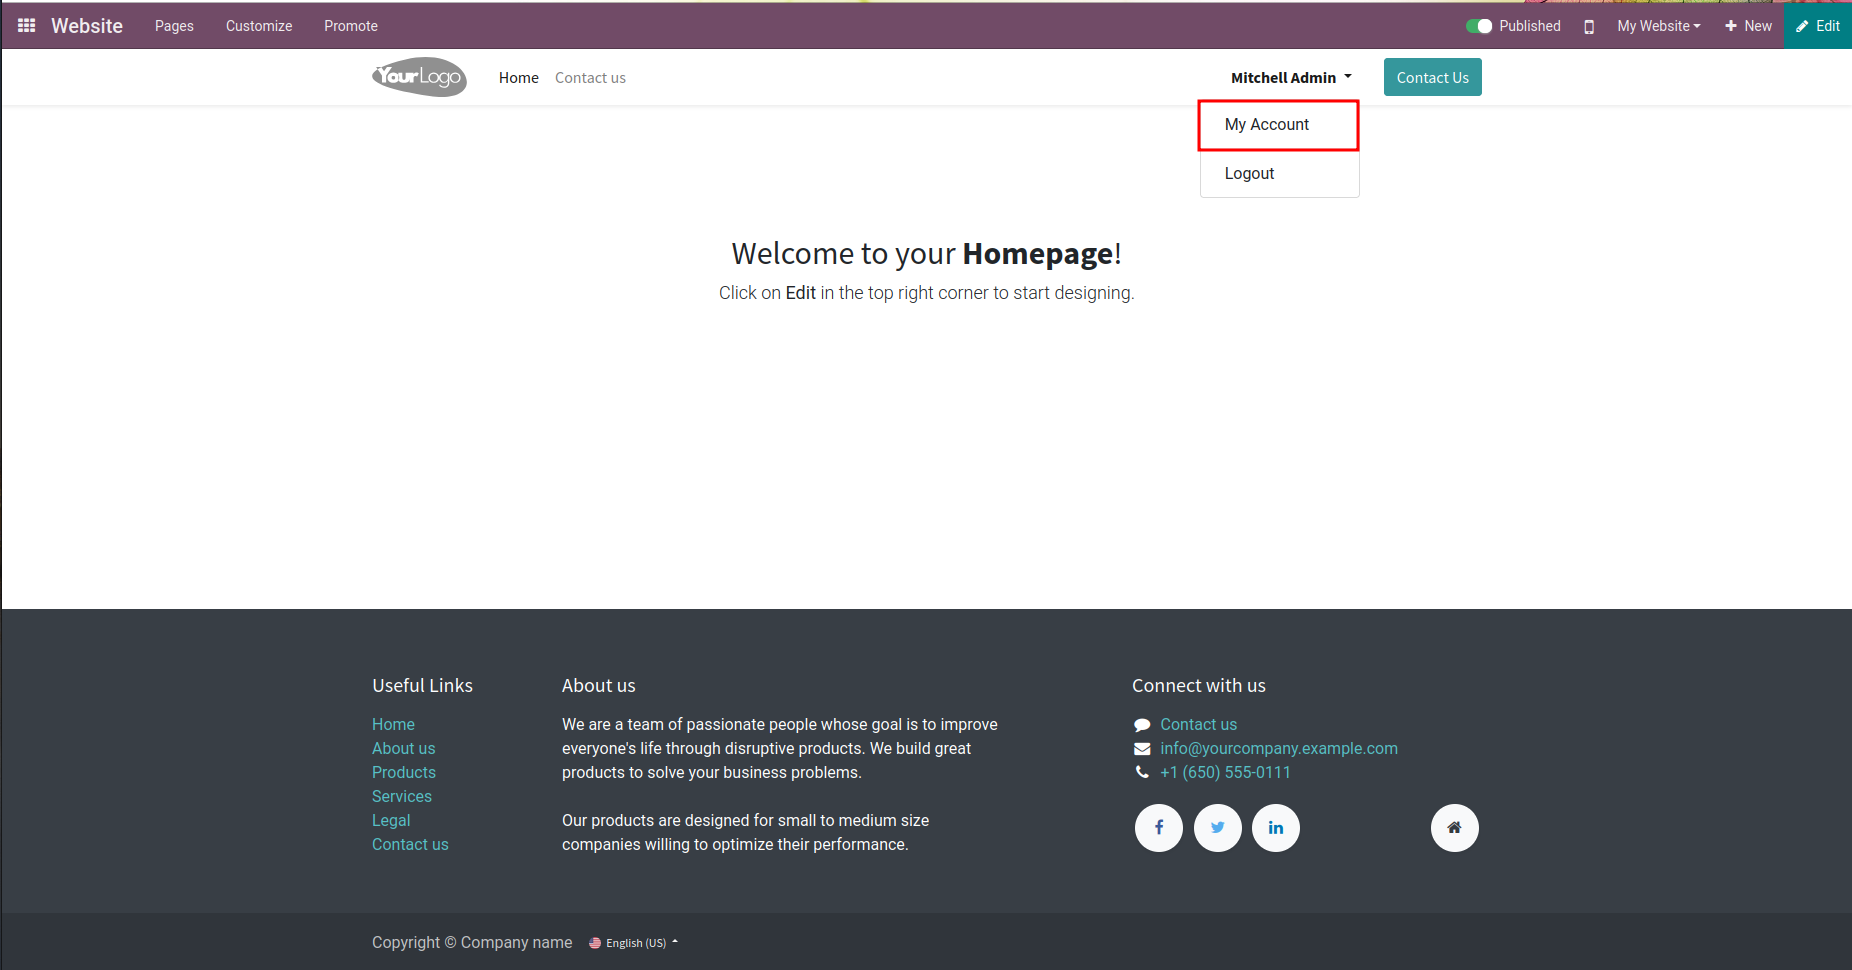 Website Pages Customize Promote Published My Website New Edit
YourLogo Home Contact us Mitchell Admin Contact Us
My Account
Logout
Welcome to your Homepage!
Click on Edit in the top right corner to start designing.
Useful Links
Home
About us
Products
Services
Legal
Contact us
About us
We are a team of passionate people whose goal is to improve
everyone's life through disruptive products. We build great
products to solve your business problems.
Our products are designed for small to medium size
companies willing to optimize their performance.
Connect with us
Contact us
info@yourcompany.example.com
+1 (650) 555-0111
Copyright © Company name English (US)